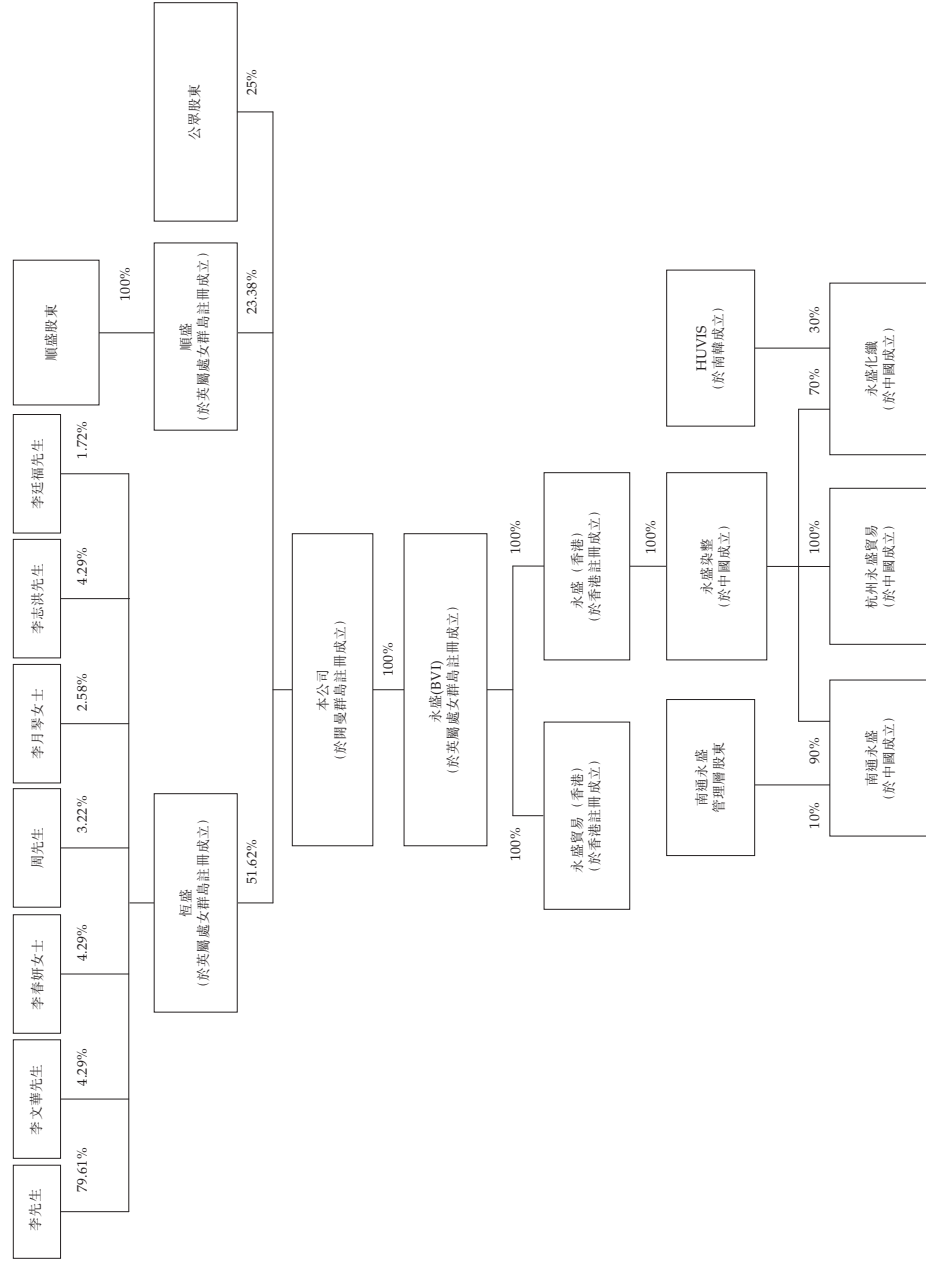 李先生
李文華先生
李春妍女士
周先生
李月琴女士
李志洪先生
李廷福先生
順盛股東
79.61%
4.29%
4.29%
3.22%
2.58%
4.29%
1.72%
100%
恆盛
(於英屬處女群島註冊成立)
順盛
(於英屬處女群島註冊成立)
公眾股東
51.62%
23.38%
25%
本公司
(於開曼群島註冊成立)
100%
永盛(BVI)
(於英屬處女群島註冊成立)
100%
100%
永盛貿易(香港)
(於香港註冊成立)
永盛(香港)
(於香港註冊成立)
100%
南通永盛
管理層股東
永盛染整
(於中國成立)
HUVIS
(於南韓成立)
10%
90%
100%
70%
30%
南通永盛
(於中國成立)
杭州永盛貿易
(於中國成立)
永盛化纖
(於中國成立)